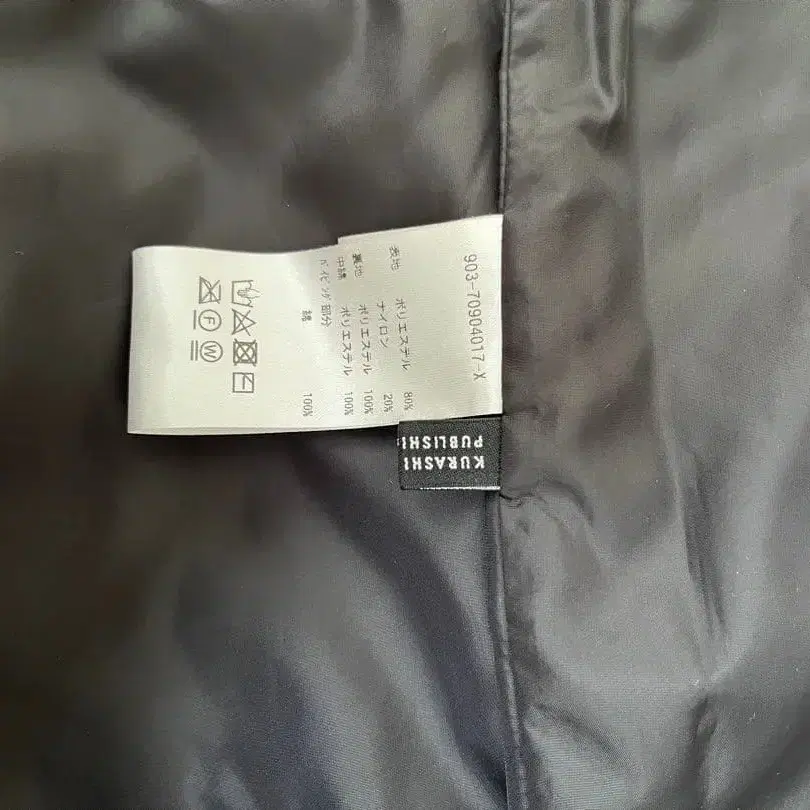 903-70904017-X
表地 ポリエステル 80%
ナイロン 20%
裏地 ポリエステル 100%
中綿 ポリエステル 100%
パイピング部分
綿 100%
W
F
KURASHI
PUBLISHI